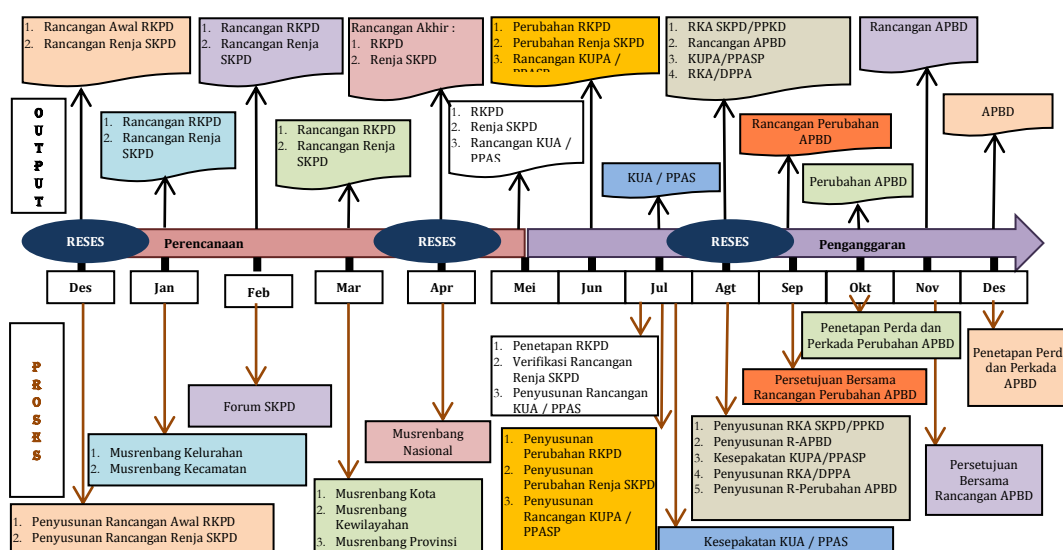 1. Rancangan Awal RKPD
2. Rancangan Renja SKPD
1. Rancangan RKPD
2. Rancangan Renja
SKPD
Rancangan Akhir :
1. RKPD
2. Renja SKPD
1. Perubahan RKPD
2. Perubahan Renja SKPD
3. Rancangan KUPA /
PPASP
1. RKA SKPD/PPKD
2. Rancangan APBD
3. KUPA/PPASP
4. RKA/DPPA
Rancangan APBD
OUTPUT
1. Rancangan RKPD
2. Rancangan Renja
SKPD
1. Rancangan RKPD
2. Rancangan Renja
SKPD
1. RKPD
2. Renja SKPD
3. Rancangan KUA /
PPAS
KUA / PPAS
Rancangan Perubahan
APBD
Perubahan APBD
APBD
RESES
Perencanaan
RESES
RESES
Penganggaran
Des
Jan
Feb
Mar
Apr
Mei
Jun
Jul
Agt
Sep
Okt
Nov
Des
PROSES
1. Penetapan RKPD
2. Verifikasi Rancangan
Renja SKPD
3. Penyusunan Rancangan
KUA / PPAS
Penetapan Perda dan
Perkada Perubahan APBD
Penetapan Perd
dan Perkada
APBD
Forum SKPD
Persetujuan Bersama
Rancangan Perubahan APBD
1. Musrenbang Kelurahan
2. Musrenbang Kecamatan
Musrenbang
Nasional
1. Penyusunan
Perubahan RKPD
2. Penyusunan
Perubahan Renja SKPD
3. Penyusunan
Rancangan KUPA /
PPASP
1. Penyusunan RKA SKPD/PPKD
2. Penyusunan R-APBD
3. Kesepakatan KUPA/PPASP
4. Penyusunan RKA/DPPA
5. Penyusunan R-Perubahan APBD
Persetujuan
Bersama
Rancangan APBD
1. Penyusunan Rancangan Awal RKPD
2. Penyusunan Rancangan Renja SKPD
1. Musrenbang Kota
2. Musrenbang
Kewilayahan
3. Musrenbang Provinsi
Kesepakatan KUA / PPAS